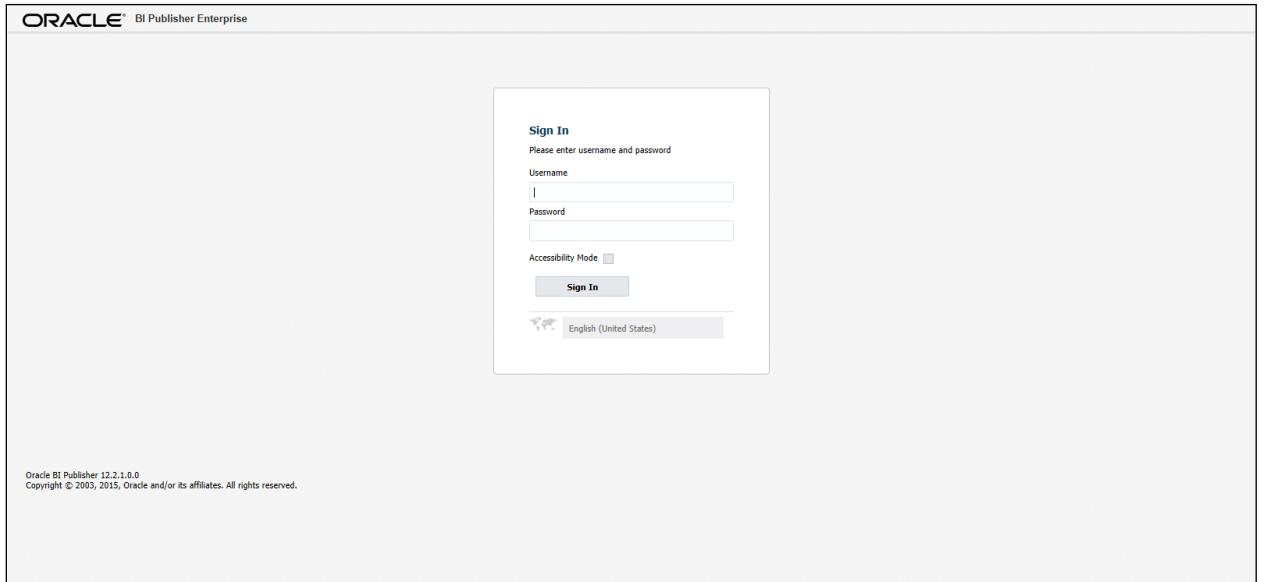 ORACLE® BI Publisher Enterprise
Sign In
Please enter username and password
Username
Password
Accessibility Mode
Sign In
English (United States)
Oracle BI Publisher 12.2.1.0.0
Copyright © 2003, 2015, Oracle and/or its affiliates. All rights reserved.